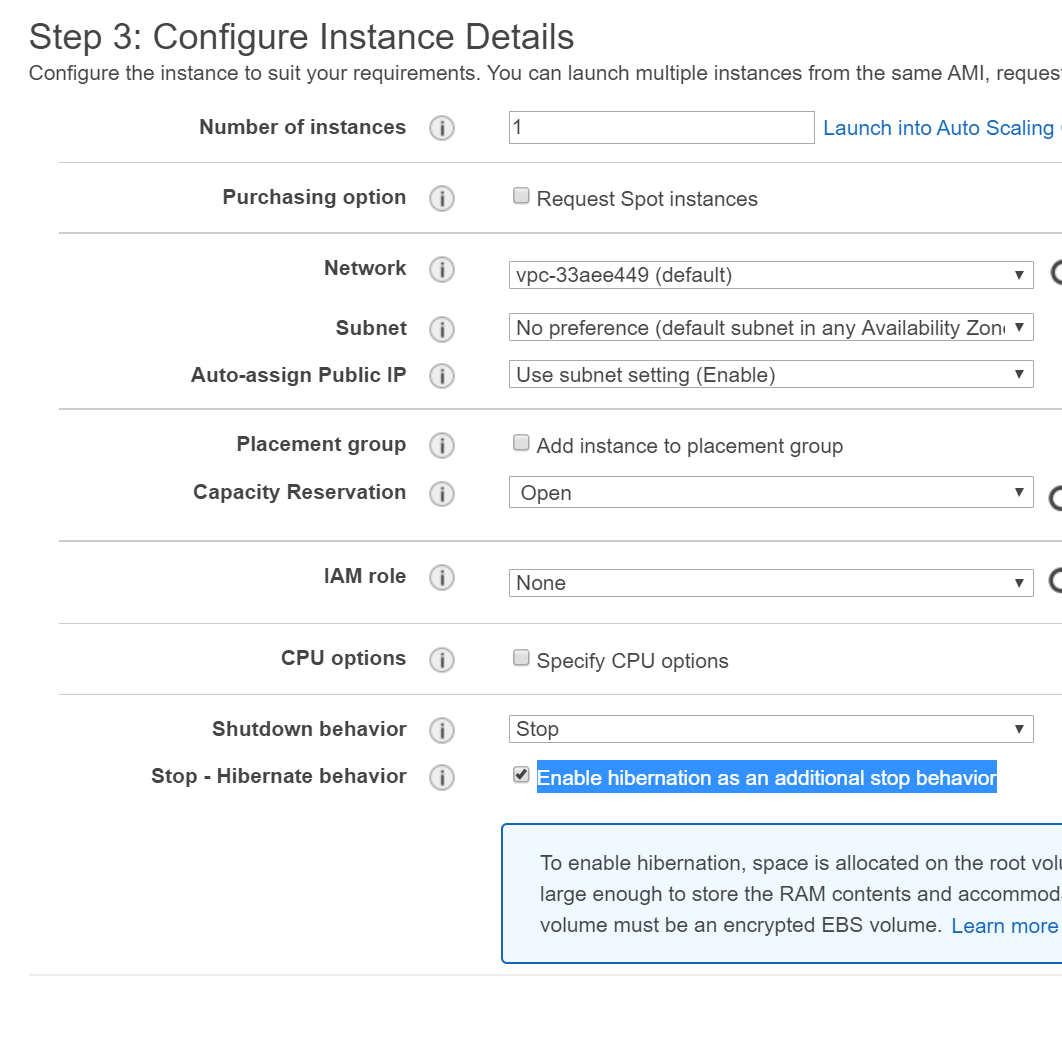 Step 3: Configure Instance Details
Configure the instance to suit your requirements. You can launch multiple instances from the same AMI, reques
Number of instances 1 Launch into Auto Scaling
Purchasing option Request Spot instances
Network vpc-33aee449 (default)
Subnet No preference (default subnet in any Availability Zon
Auto-assign Public IP Use subnet setting (Enable)
Placement group Add instance to placement group
Capacity Reservation Open
IAM role None
CPU options Specify CPU options
Shutdown behavior Stop
Stop - Hibernate behavior Enable hibernation as an additional stop behavior
To enable hibernation, space is allocated on the root vol
large enough to store the RAM contents and accommod
volume must be an encrypted EBS volume. Learn more